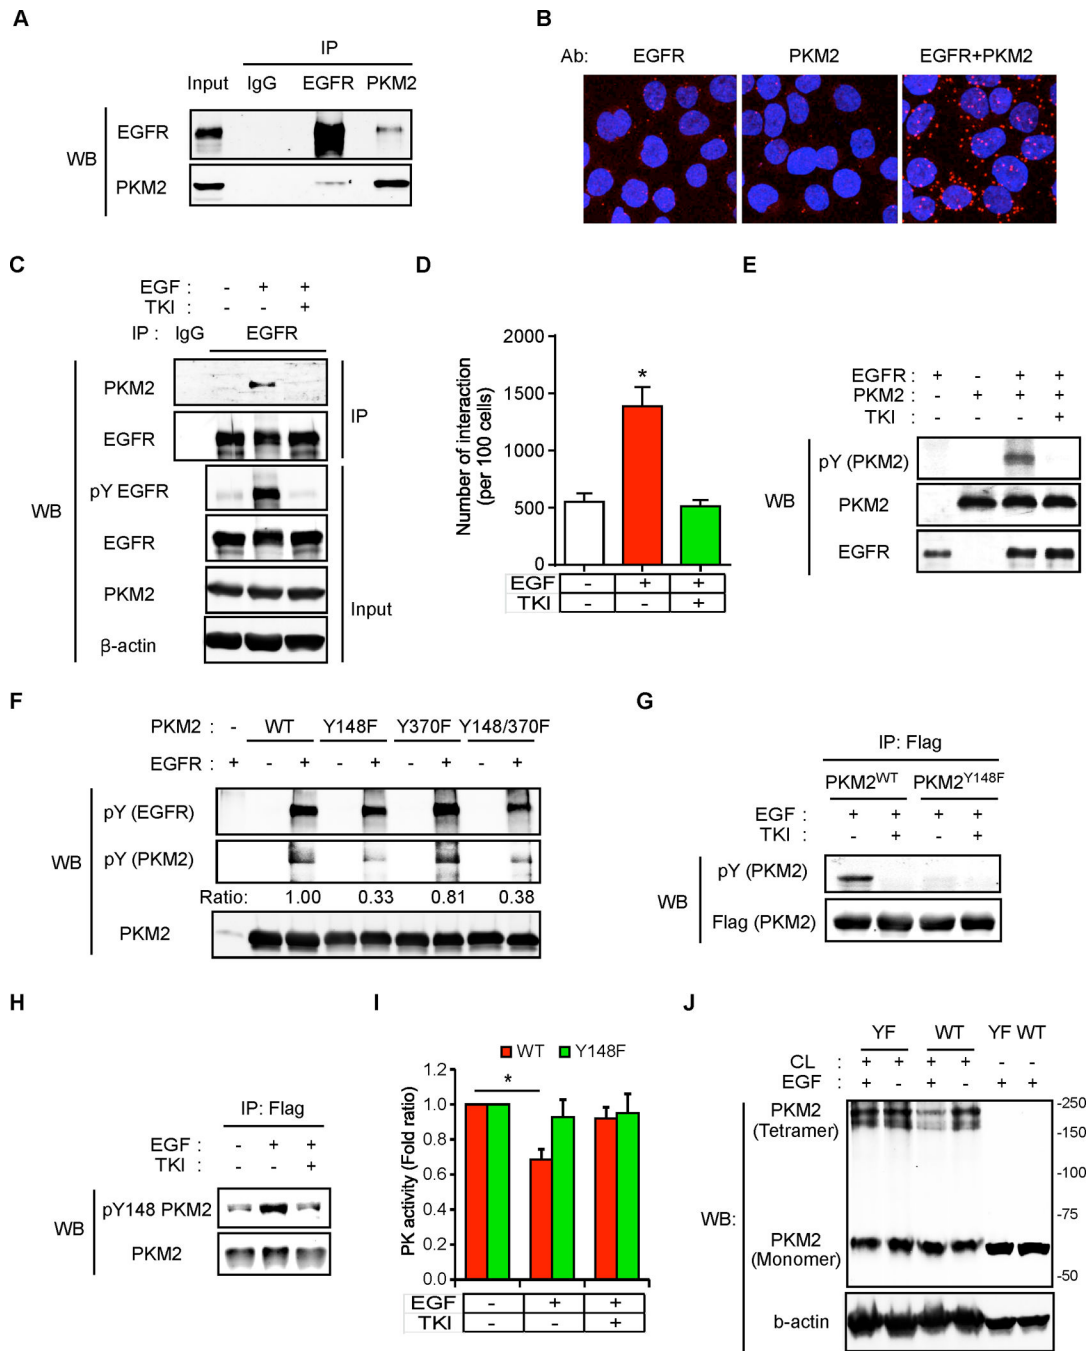 A
IP
Input IgG EGFR PKM2
EGFR
WB
PKM2
B
Ab: EGFR PKM2 EGFR+PKM2
C
EGF : - + +
TKI : - - +
IP : IgG EGFR
PKM2
EGFR
IP
pY EGFR
WB
EGFR
PKM2
Input
β-actin
D
Number of interaction
(per 100 cells)
2000
1500
1000
500
0
*
EGF - + +
TKI - - +
E
EGFR : + - + +
PKM2 : - + + +
TKI : - - - +
pY (PKM2)
WB PKM2
EGFR
F
PKM2 : - WT Y148F Y370F Y148/370F
EGFR : + - + - + - + - +
pY (EGFR)
WB
pY (PKM2)
Ratio: 1.00 0.33 0.81 0.38
PKM2
G
IP: Flag
PKM2WT PKM2Y148F
EGF : + + + +
TKI : - + - +
pY (PKM2)
WB
Flag (PKM2)
H
IP: Flag
EGF : - + +
TKI : - - +
pY148 PKM2
WB
PKM2
I
WT Y148F
PK activity (Fold ratio)
1.2
1.0
0.8
0.6
0.4
0.2
0.0
*
EGF - + +
TKI - - +
J
YF WT YF WT
CL : + + + + - -
EGF : + - + - + +
PKM2
(Tetramer)
-250
-150
-100
-75
WB:
PKM2
(Monomer)
-50
b-actin